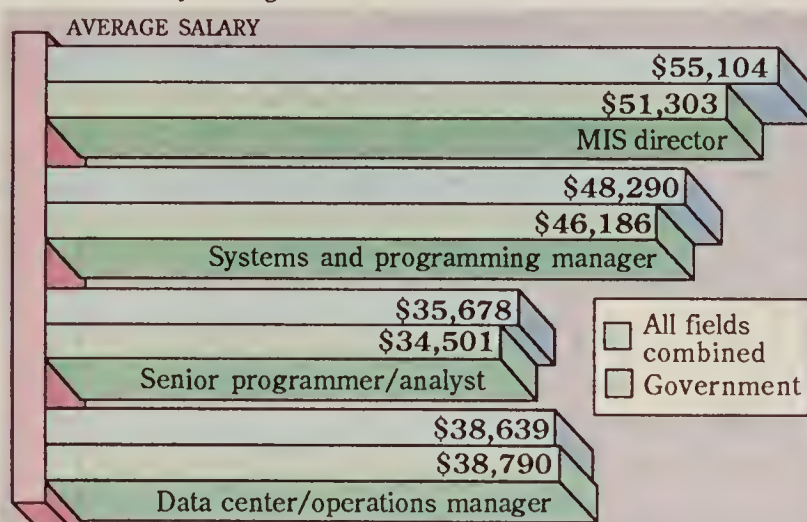 AVERAGE SALARY
$55,104
$51,303
MIS director
$48,290
$46,186
Systems and programming manager
$35,678
$34,501
Senior programmer/analyst
$38,639
$38,790
Data center/operations manager
All fields
combined
Government